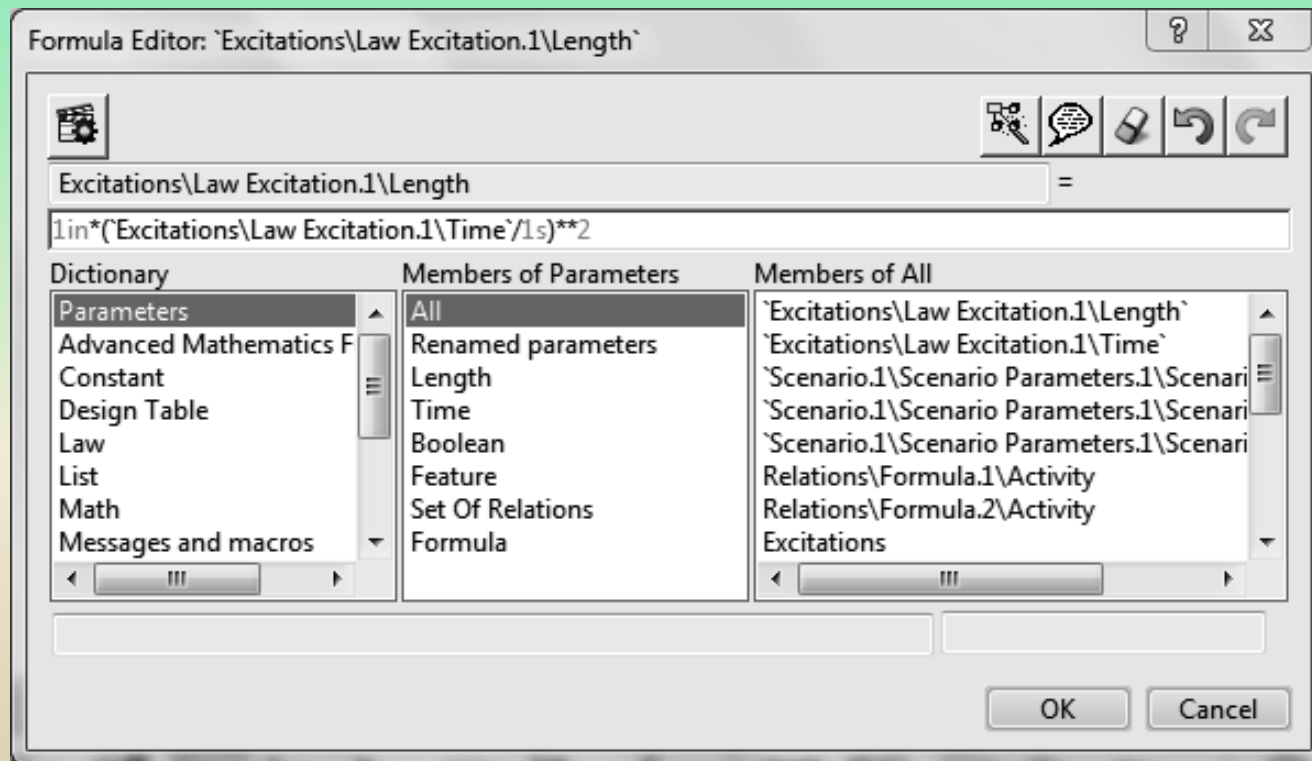 Formula Editor: `Excitations\Law Excitation.1\Length`
Excitations\Law Excitation.1\Length =
1in*(`Excitations\Law Excitation.1\Time`/1s)**2
Dictionary
Parameters
Advanced Mathematics F
Constant
Design Table
Law
List
Math
Messages and macros
Members of Parameters
All
Renamed parameters
Length
Time
Boolean
Feature
Set Of Relations
Formula
Members of All
`Excitations\Law Excitation.1\Length`
`Excitations\Law Excitation.1\Time`
`Scenario.1\Scenario Parameters.1\Scenari
`Scenario.1\Scenario Parameters.1\Scenari
`Scenario.1\Scenario Parameters.1\Scenari
Relations\Formula.1\Activity
Relations\Formula.2\Activity
Excitations
OK Cancel